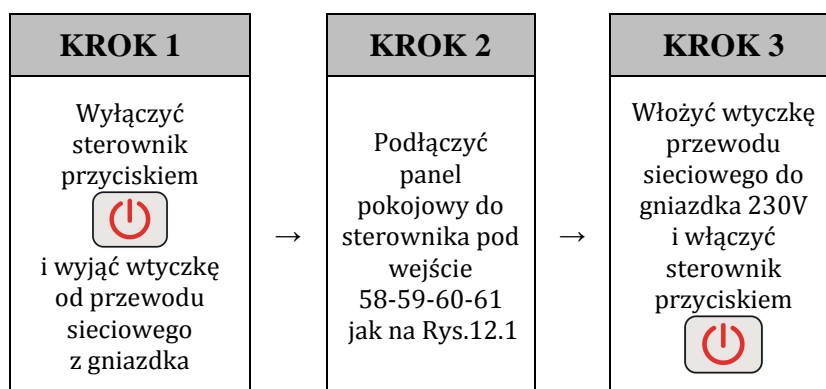 KROK 1
Wyłączyć
sterownik
przyciskiem
i wyjąć wtyczkę
od przewodu
sieciowego
z gniazdka
→
KROK 2
Podłączyć
panel
pokojowy do
sterownika pod
wejście
58-59-60-61
jak na Rys.12.1
→
KROK 3
Włożyć wtyczkę
przewodu
sieciowego do
gniazdka 230V
i włączyć
sterownik
przyciskiem